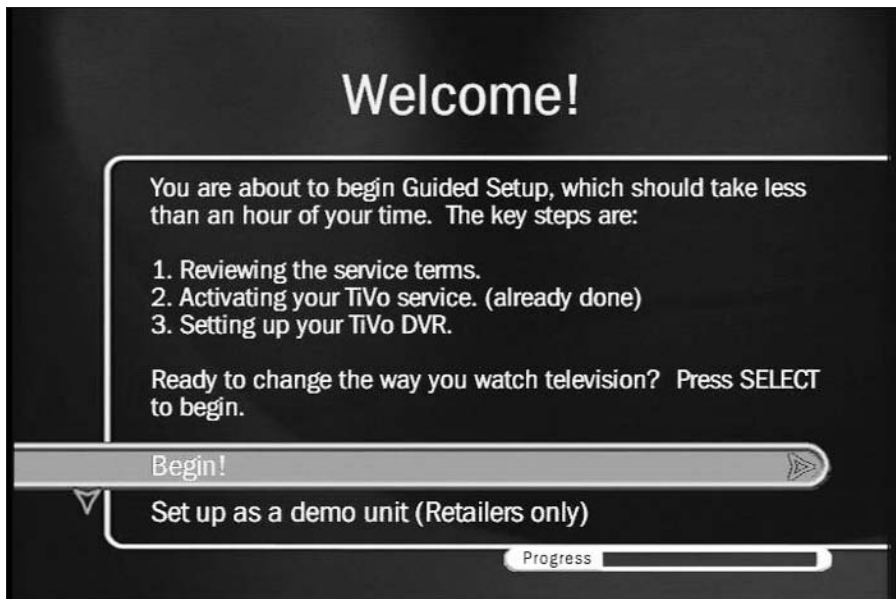 Welcome!
You are about to begin Guided Setup, which should take less
than an hour of your time. The key steps are:
1. Reviewing the service terms.
2. Activating your TiVo service. (already done)
3. Setting up your TiVo DVR.
Ready to change the way you watch television? Press SELECT
to begin.
Begin!
Set up as a demo unit (Retailers only)
Progress